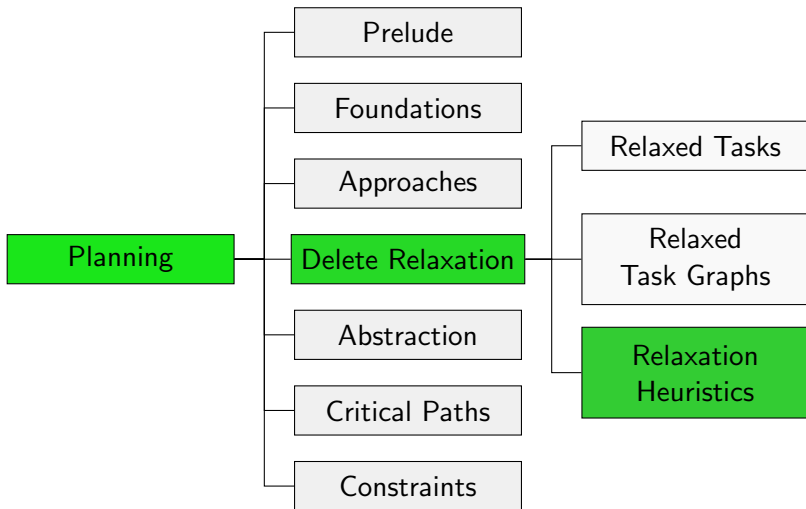 Planning
Prelude
Foundations
Approaches
Delete Relaxation
Abstraction
Critical Paths
Constraints
Relaxed Tasks
Relaxed
Task Graphs
Relaxation
Heuristics